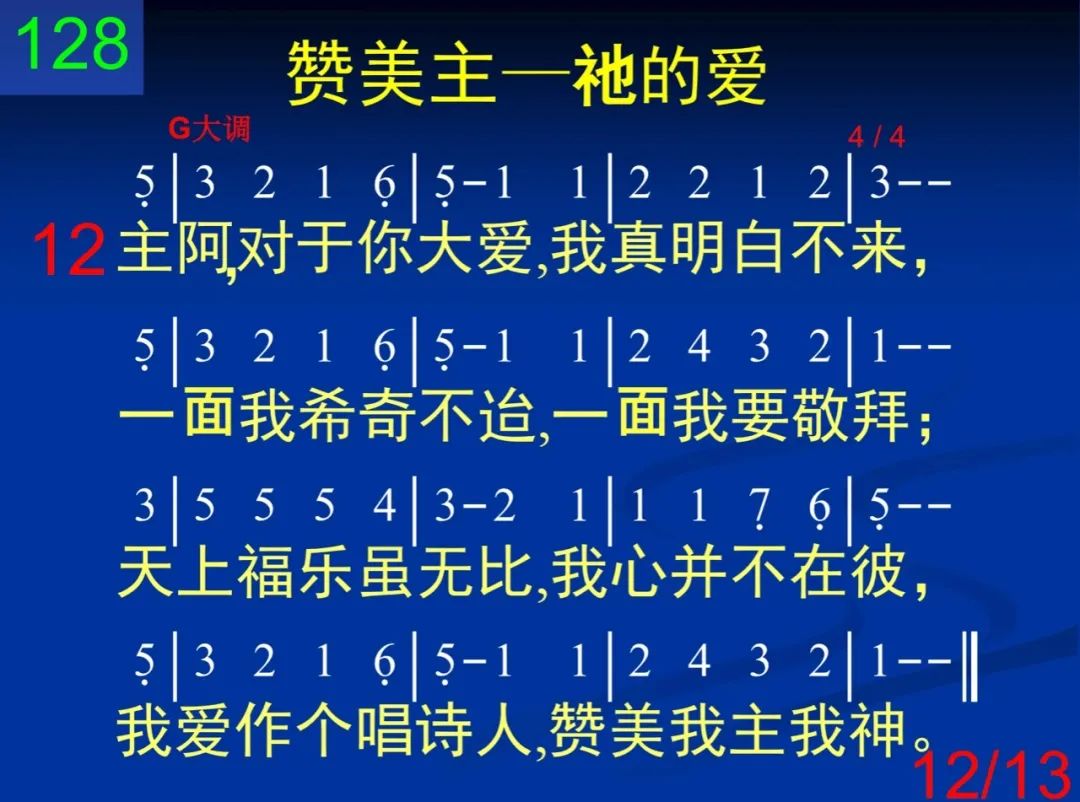 128
赞美主—祂的爱
G大调
4 / 4
5̣|3 2 1 6̣|5̣-1 1|2 2 1 2|3--
12
主阿,对于你大爱,我真明白不来,
5̣|3 2 1 6̣|5̣-1 1|2 4 3 2|1--
一面我希奇不迨,一面我要敬拜;
3|5 5 5 4|3-2 1|1 1 7̣ 6̣|5̣--
天上福乐虽无比,我心并不在彼,
5̣|3 2 1 6̣|5̣-1 1|2 4 3 2|1--‖
我爱作个唱诗人,赞美我主我神。
12/13